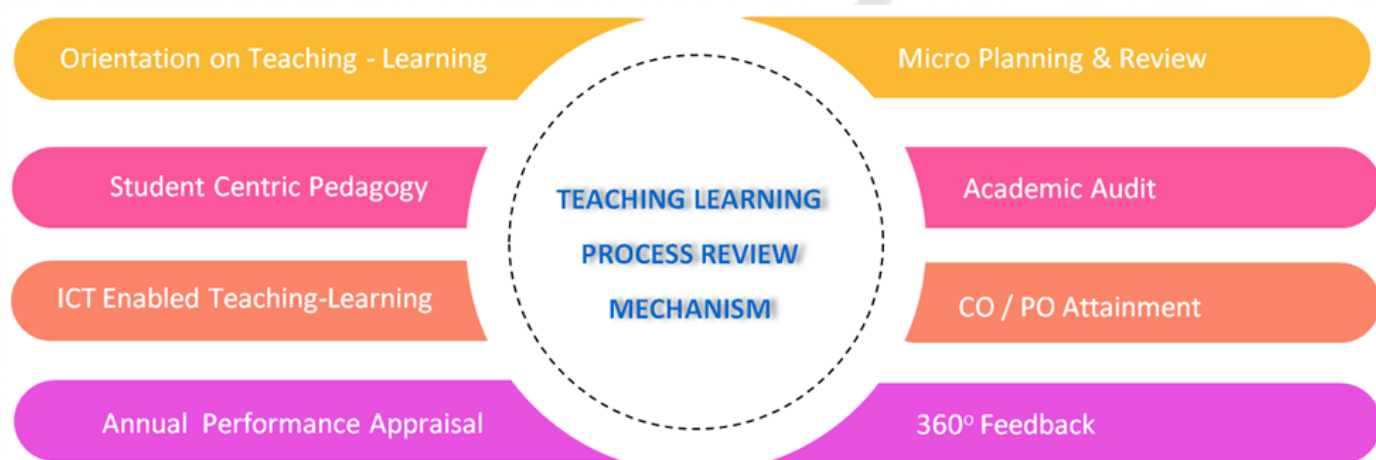 Orientation on Teaching - Learning
Micro Planning & Review
Student Centric Pedagogy
Academic Audit
TEACHING LEARNING
PROCESS REVIEW
MECHANISM
ICT Enabled Teaching-Learning
CO / PO Attainment
Annual Performance Appraisal
360° Feedback